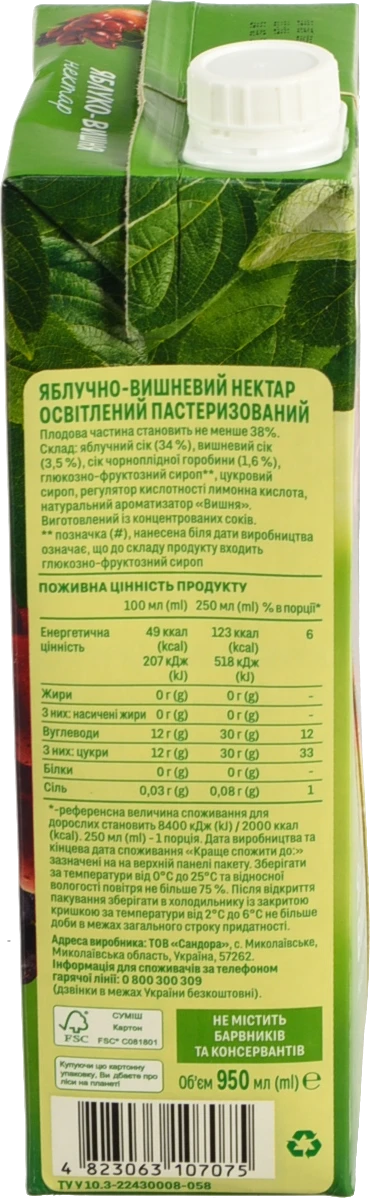 ЯБЛУКО-ВИШНЯ
нектар
ЯБЛУЧНО-ВИШНЕВИЙ НЕКТАР
ОСВІТЛЕНИЙ ПАСТЕРИЗОВАНИЙ
Плодова частина становить не менше 38%.
Склад: яблучний сік (34 %), вишневий сік
(3,5 %), сік чорноплідної горобини (1,6 %),
глюкозно-фруктозний сироп**, цукровий
сироп, регулятор кислотності лимонна кислота,
натуральний ароматизатор «Вишня».
Виготовлений із концентрованих соків.
** позначка (#), нанесена біля дати виробництва
означає, що до складу продукту входить
глюкозно-фруктозний сироп
ПОЖИВНА ЦІННІСТЬ ПРОДУКТУ
100 мл (ml) 250 мл (ml) % в порції*
Енергетична 49 ккал 123 ккал 6
цінність (kcal) (kcal)
207 кДж 518 кДж
(kJ) (kJ)
Жири 0 г (g) 0 г (g) -
З них: насичені жири 0 г (g) 0 г (g) -
Вуглеводи 12 г (g) 30 г (g) 12
З них: цукри 12 г (g) 30 г (g) 33
Білки 0 г (g) 0 г (g) -
Сіль 0,03 г (g) 0,08 г (g) 1
*-референсна величина споживання для
дорослих становить 8400 кДж (kJ) / 2000 ккал
(kcal). 250 мл (ml) - 1 порція. Дата виробництва та
кінцева дата споживання «Краще спожити до:»
зазначені на на верхній панелі пакету. Зберігати
за температури від 0°С до 25°С та відносної
вологості повітря не більше 75 %. Після відкриття
пакування зберігати в холодильнику із закритою
кришкою за температури від 2°С до 6°С не більше
доби в межах загального строку придатності.
Адреса виробника: ТОВ «Сандора», с. Миколаївське,
Миколаївська область, Україна, 57262.
Інформація для споживачів за телефоном
гарячої лінії: 0 800 300 309
(дзвінки в межах України безкоштовні).
FSC
СУМІШ
Картон
FSC® C081801
Купуючи цю картонну
упаковку, Ви дбаєте про
ліси на планеті
НЕ МІСТИТЬ
БАРВНИКІВ
ТА КОНСЕРВАНТІВ
Об'єм 950 мл (ml) ℮
4 823063 107075
ТУ У 10.3-22430008-058